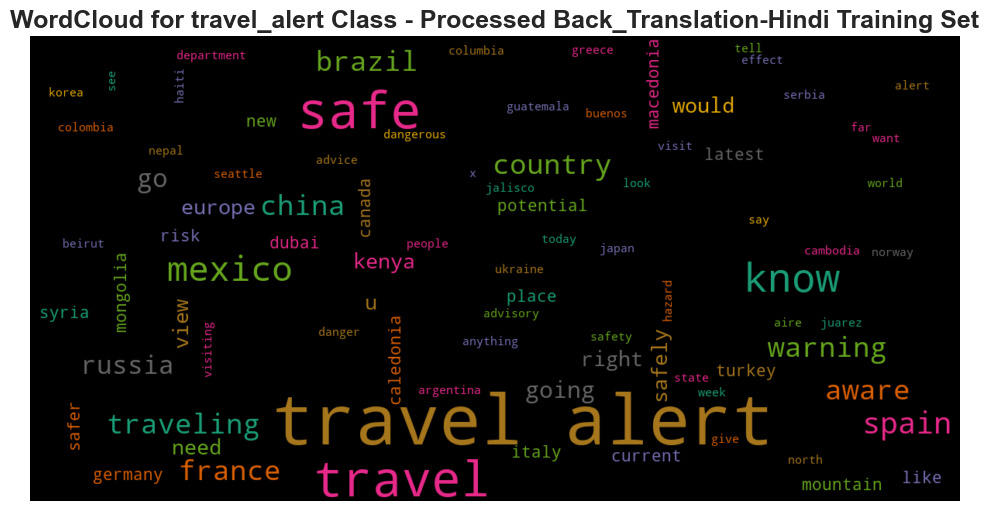 WordCloud for travel_alert Class - Processed Back_Translation-Hindi Training Set
department
columbia
greece
tell
effect
brazil
macedonia
see
haiti
korea
safe
guatemala
would
serbia
alert
colombia
new
dangerous
buenos
far
want
nepal
advice
country
visit
latest
go
seattle
x
jalisco
look
world
europe
china
canada
potential
say
beirut
risk
dubai
people
today
japan
cambodia
norway
mexico
kenya
ukraine
know
mongolia
syria
view
u
place
advisory
hazard
visiting
danger
caledonia
anything
safety
aire
juarez
russia
right
safely
warning
turkey
state
argentina
going
week
aware
safer
traveling
travel alert
spain
need
give
italy
current
germany
france
travel
north
mountain
like